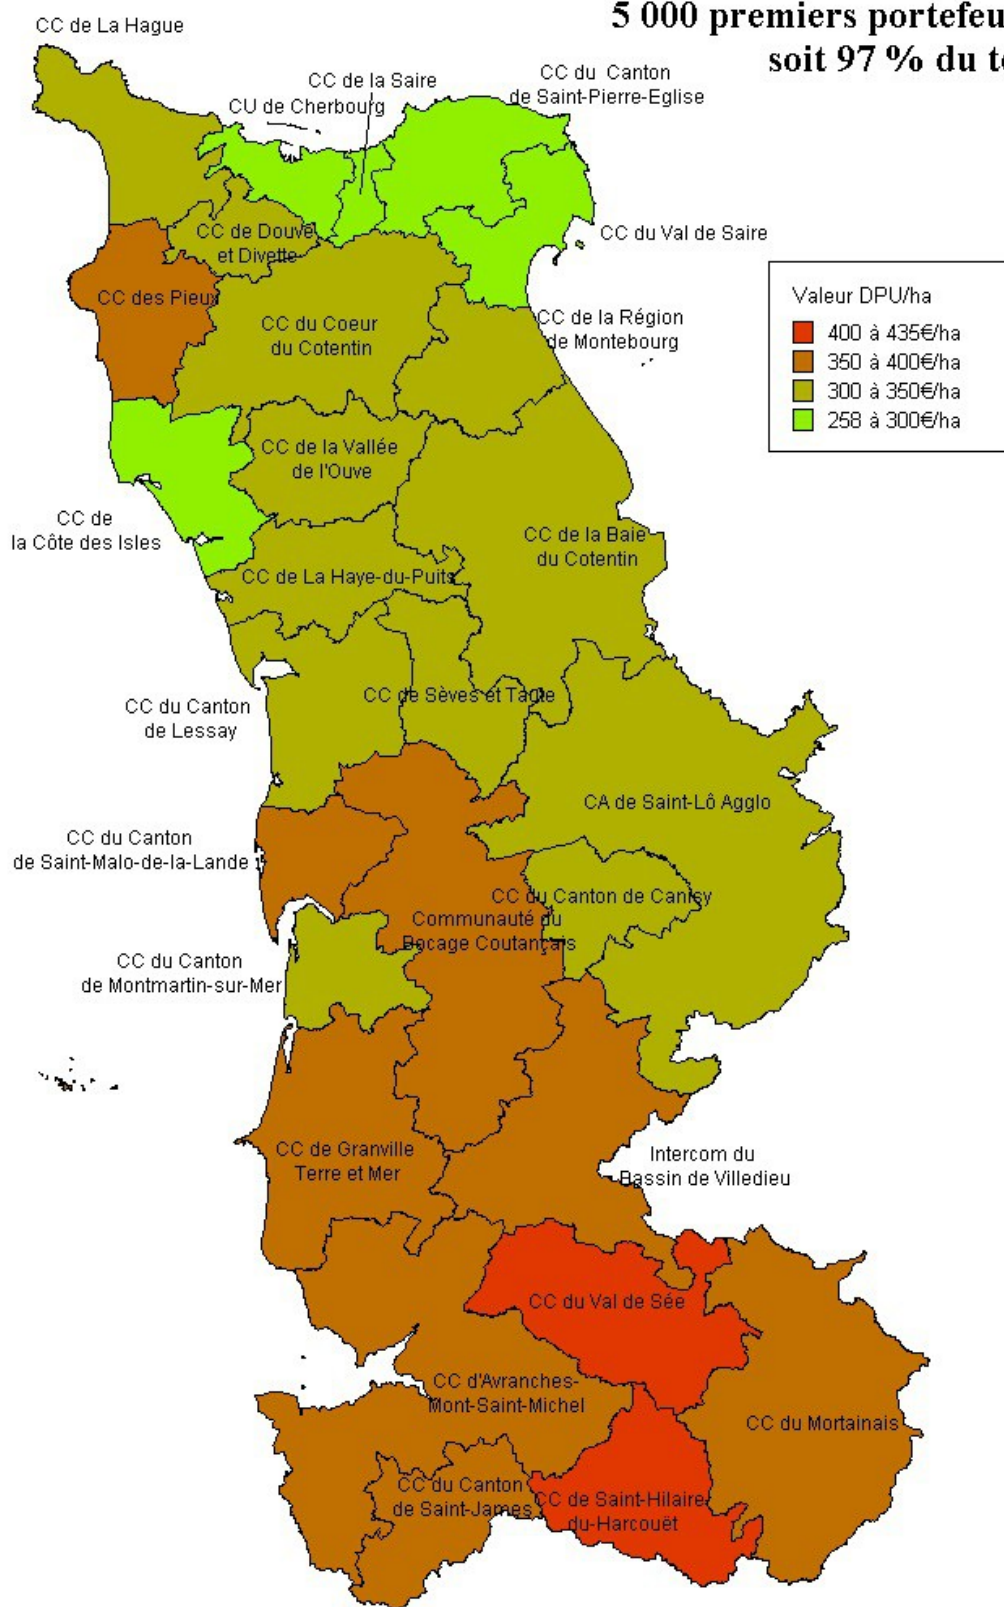 5 000 premiers portefeu
soit 97 % du t
CC de La Hague
CC de la Saire
CU de Cherbourg
CC du Canton
de Saint-Pierre-Eglise
CC de Douve
et Divette
CC du Val de Saire
CC des Pieux
CC du Coeur
du Cotentin
CC de la Région
de Montebourg
Valeur DPU/ha
400 à 435€/ha
350 à 400€/ha
300 à 350€/ha
258 à 300€/ha
CC de la Vallée
de l'Ouve
CC de
la Côte des Isles
CC de la Baie
du Cotentin
CC de La Haye-du-Puits
CC du Canton
de Lessay
CC de Sèves et Taute
CA de Saint-Lô Agglo
CC du Canton
de Saint-Malo-de-la-Lande
CC du Canton de Canisy
Communauté du
Bocage Coutançais
CC du Canton
de Montmartin-sur-Mer
CC de Granville
Terre et Mer
Intercom du
Bassin de Villedieu
CC du Val de Sée
CC d'Avranches-
Mont-Saint-Michel
CC du Mortainais
CC du Canton
de Saint-James
CC de Saint-Hilaire-
du-Harcouët